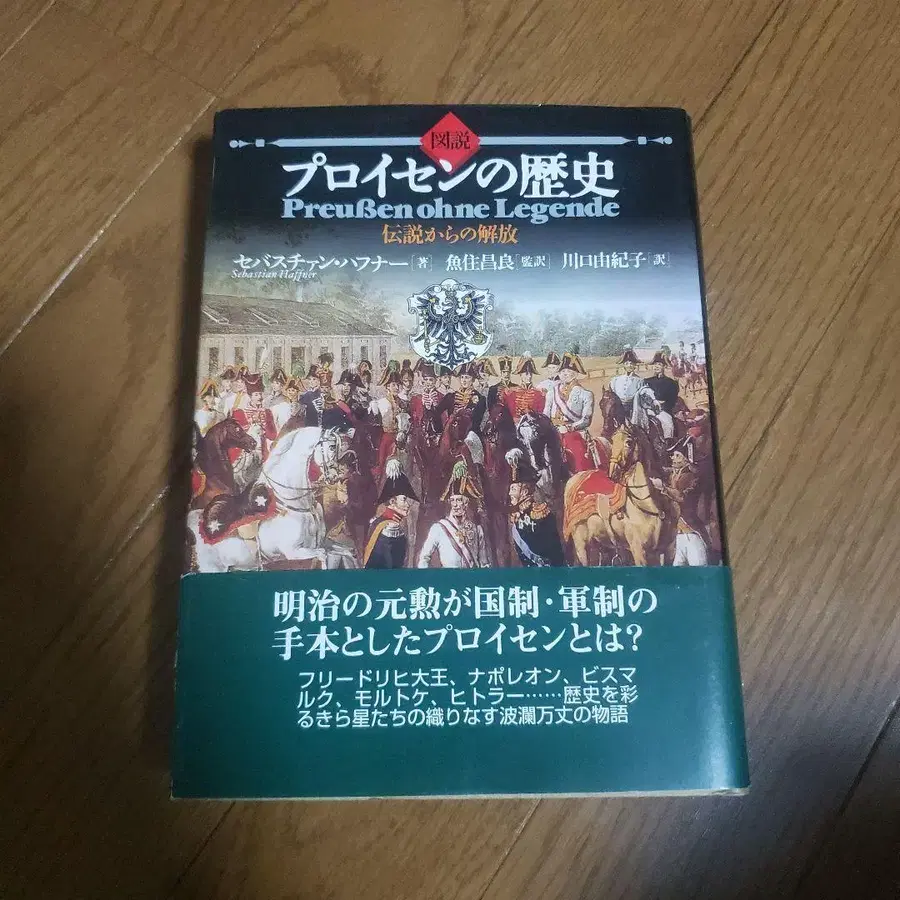 図説
プロイセンの歴史
Preußen ohne Legende
伝説からの解放
セバスチァン・ハフナー[著] 魚住昌良[監訳] 川口由紀子[訳]
Sebastian Haffner
明治の元勲が国制・軍制の
手本としたプロイセンとは?
フリードリヒ大王、ナポレオン、ビスマ
ルク、モルトケ、ヒトラー……歴史を彩
るきら星たちの織りなす波瀾万丈の物語